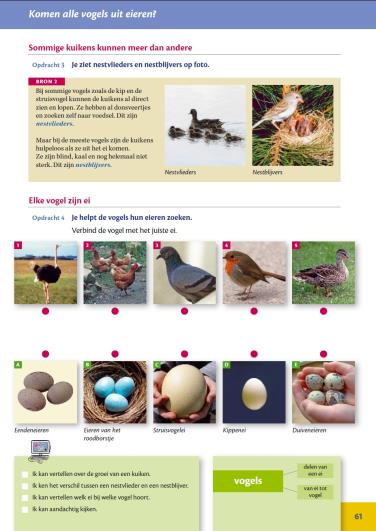 Komen alle vogels uit eieren?
Sommige kuikens kunnen meer dan andere
Opdracht 3 Je ziet nestvlieders en nestblijvers op foto.
BRON 2
Bij sommige vogels zoals de kip en de
struisvogel kunnen de kuikens al direct
zien en lopen. Ze hebben al donsveertjes
en zoeken zelf naar voedsel. Dit zijn
nestvlieders.
Maar bij de meeste vogels zijn de kuikens
hulpeloos als ze uit het ei komen.
Ze zijn blind, kaal en nog helemaal niet
sterk. Dit zijn nestblijvers.
Nestvlieders
Nestblijvers
Elke vogel zijn ei
Opdracht 4 Je helpt de vogels hun eieren zoeken.
Verbind de vogel met het juiste ei.
1
2
3
4
5
A
B
C
D
E
Eendeneieren
Eieren van het
roodborstje
Struisvogelei
Kippenei
Duiveneieren
Ik kan vertellen over de groei van een kuiken.
Ik ken het verschil tussen een nestvlieder en een nestblijver.
Ik kan vertellen welk ei bij welke vogel hoort.
Ik kan aandachtig kijken.
vogels
delen van
een ei
van ei tot
vogel
61